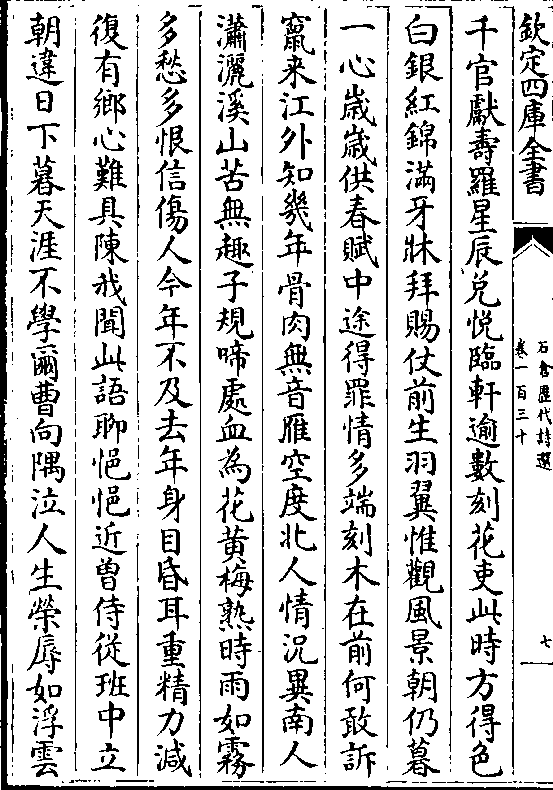 欽定四庫全書
石倉歷代詩選
卷一百三十
七
千官獻壽羅星辰兌悅臨軒逾數刻花吏此時方得色
白銀紅錦滿牙牀拜賜仗前生羽翼惟觀風景朝仍暮
一心歳歳供春賦中途得罪情多端刻木在前何敢訴
竄来江外知幾年骨肉無音雁空度北人情況異南人
瀟灑溪山苦無趣子規啼處血為花黄梅熟時雨如霧
多愁多恨信傷人今年不及去年身目昏耳重精力減
復有鄉心難具陳我聞此語聊悒悒近曾侍從班中立
朝違日下暮天涯不學爾曹向隅泣人生榮辱如浮雲